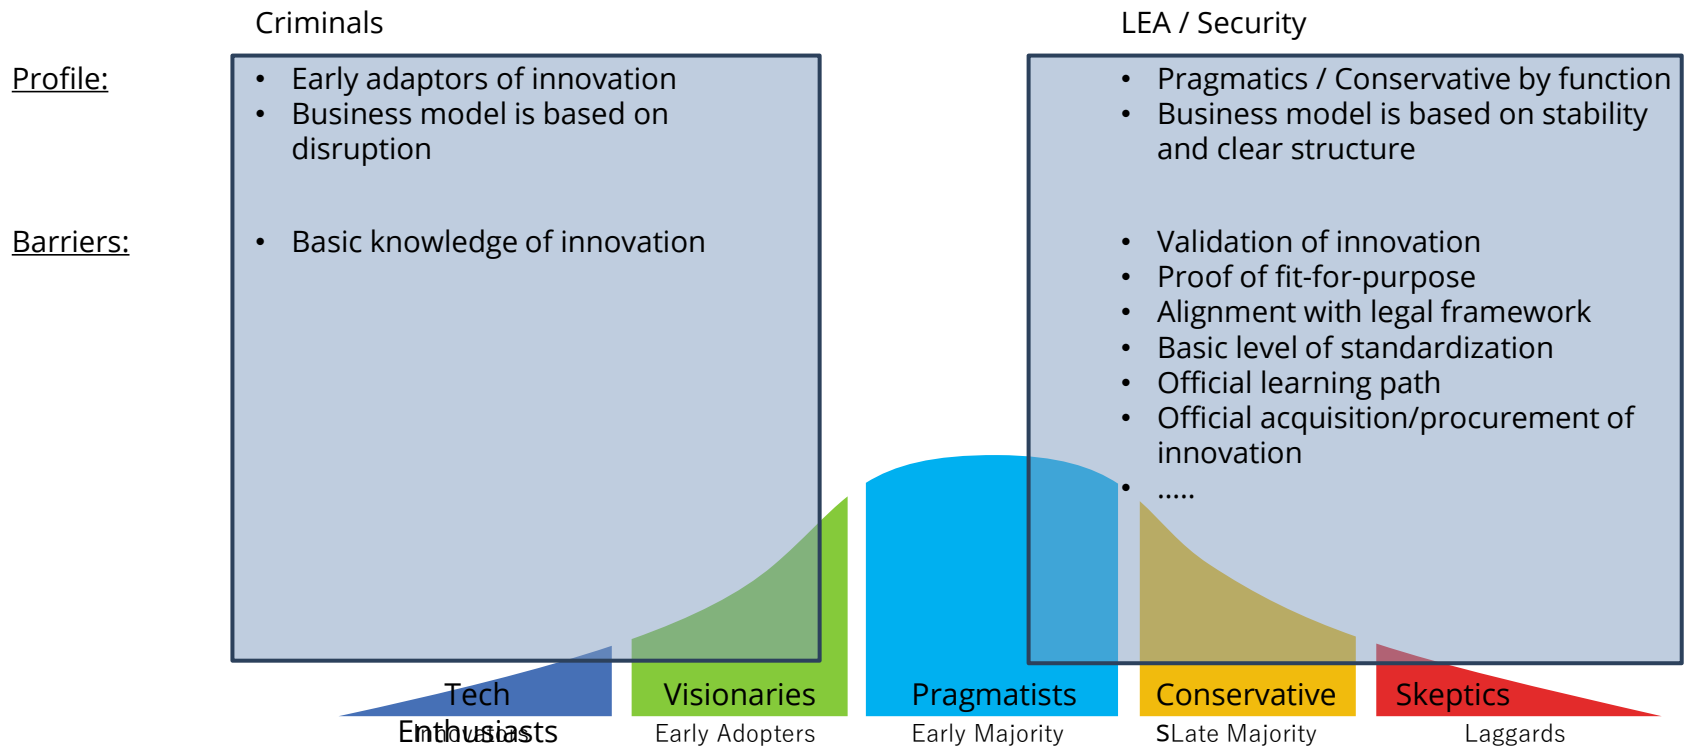 Criminals
LEA / Security
Profile:
• Early adaptors of innovation
• Business model is based on
disruption
• Pragmatics / Conservative by function
• Business model is based on stability
and clear structure
Barriers:
• Basic knowledge of innovation
• Validation of innovation
• Proof of fit-for-purpose
• Alignment with legal framework
• Basic level of standardization
• Official learning path
• Official acquisition/procurement of
innovation
• .....
Tech
Enthusiasts
Innovators
Visionaries
Early Adopters
Pragmatists
Early Majority
Conservative
s
Late Majority
Skeptics
Laggards